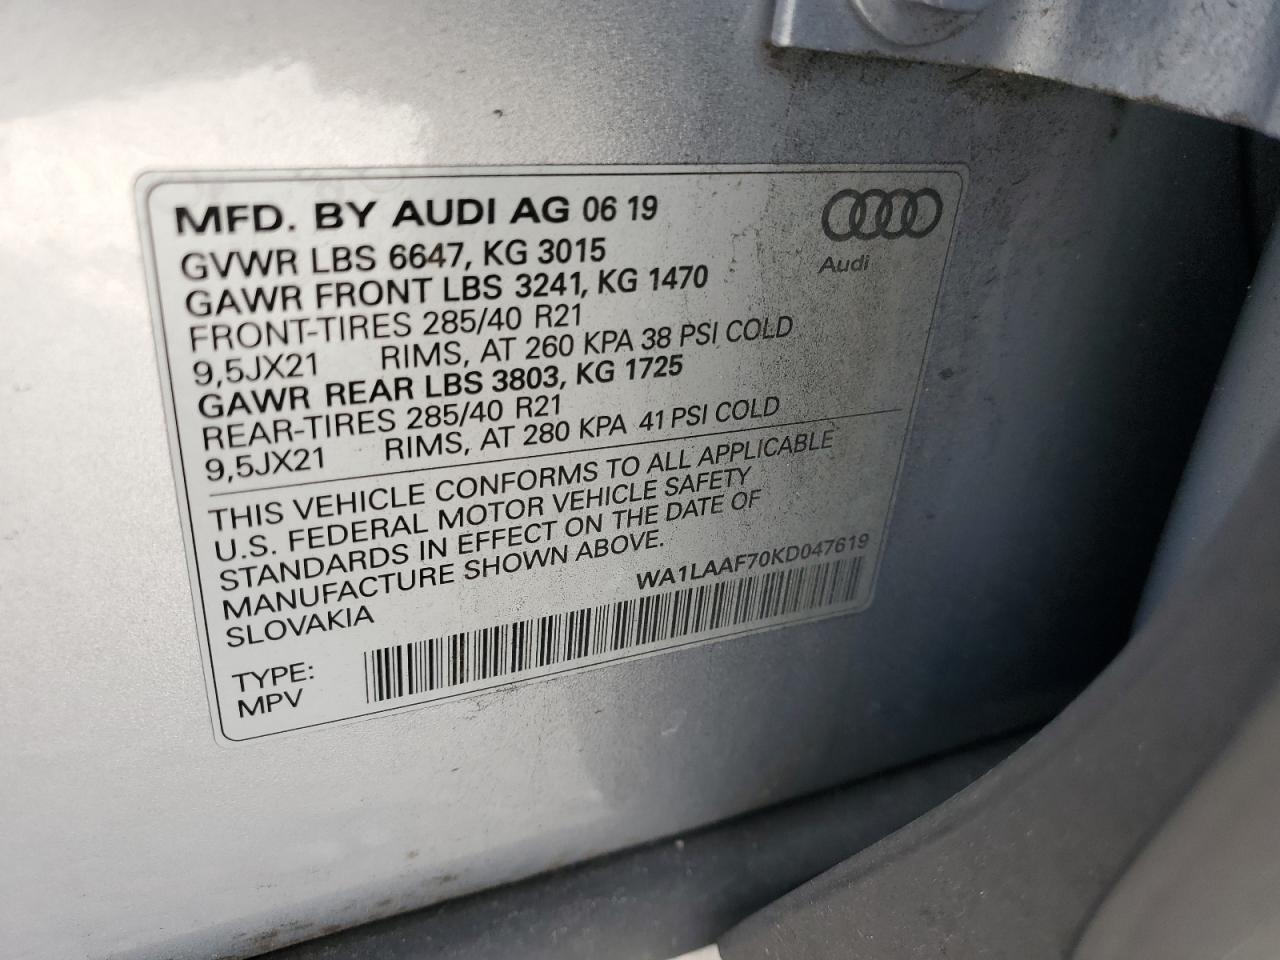 MFD. BY AUDI AG 06 19
Audi
GVWR LBS 6647, KG 3015
GAWR FRONT LBS 3241, KG 1470
FRONT-TIRES 285/40 R21
9,5JX21 RIMS, AT 260 KPA 38 PSI COLD
GAWR REAR LBS 3803, KG 1725
REAR-TIRES 285/40 R21
9,5JX21 RIMS, AT 280 KPA 41 PSI COLD
THIS VEHICLE CONFORMS TO ALL APPLICABLE
U.S. FEDERAL MOTOR VEHICLE SAFETY
STANDARDS IN EFFECT ON THE DATE OF
MANUFACTURE SHOWN ABOVE.
SLOVAKIA WA1LAAF70KD047619
TYPE:
MPV